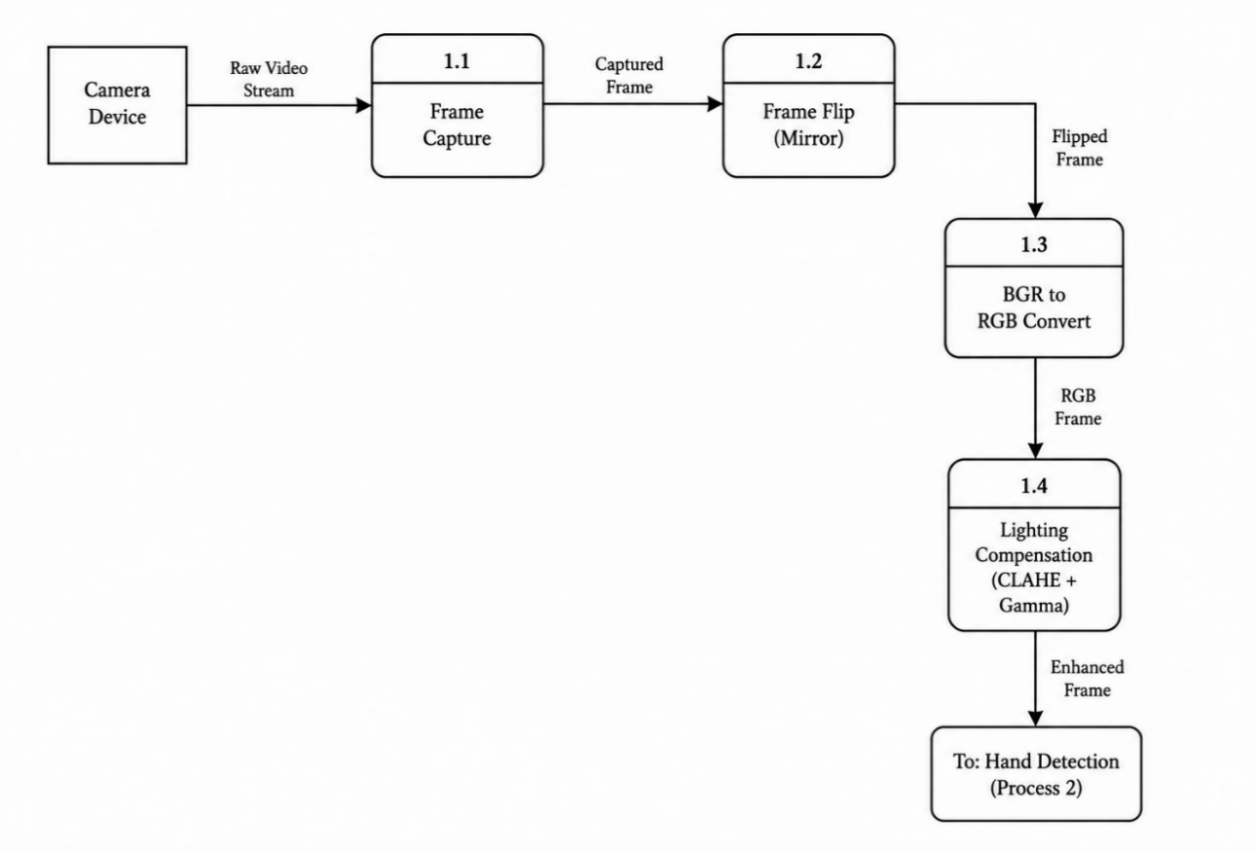 Camera
Device
Raw Video
Stream
1.1
Frame
Capture
Captured
Frame
1.2
Frame Flip
(Mirror)
Flipped
Frame
1.3
BGR to
RGB Convert
RGB
Frame
1.4
Lighting
Compensation
(CLAHE +
Gamma)
Enhanced
Frame
To: Hand Detection
(Process 2)